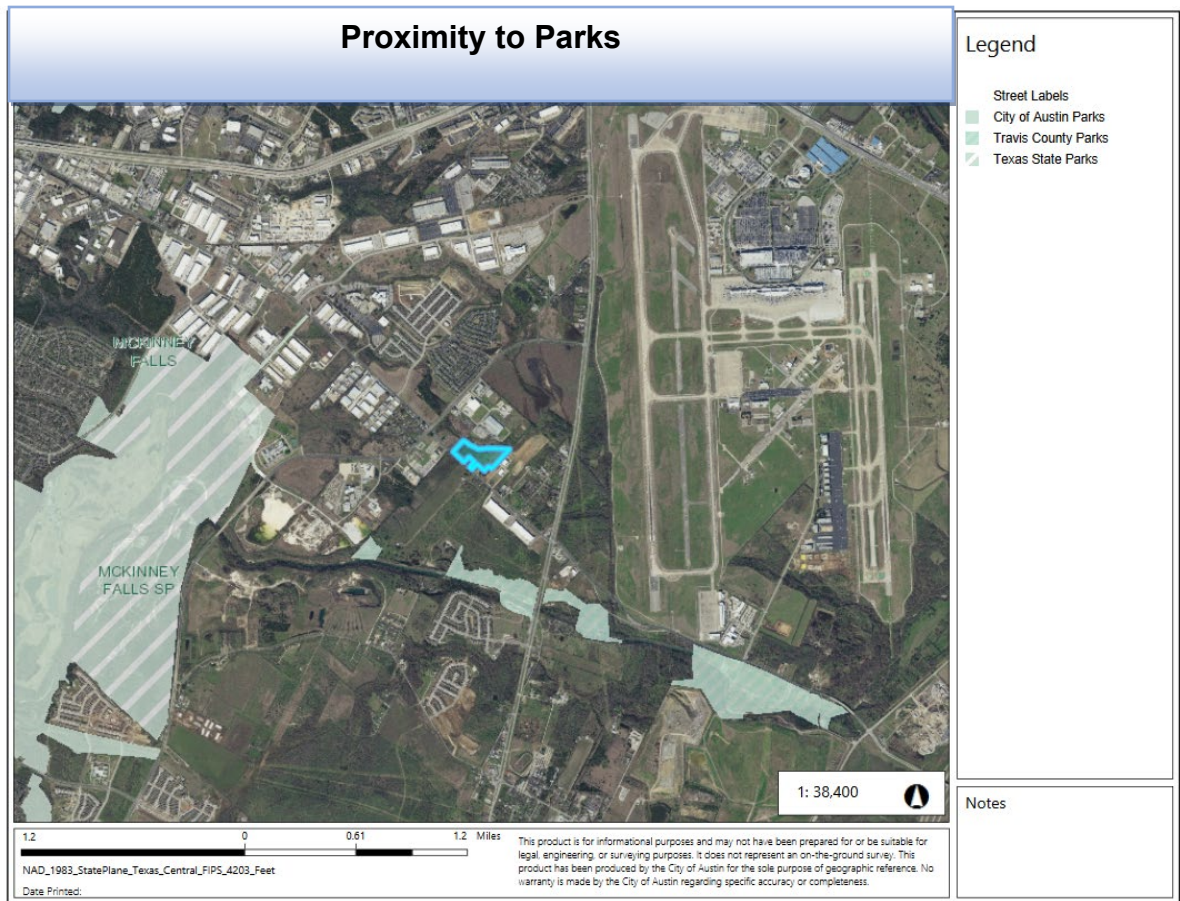 Proximity to Parks
Legend
Street Labels
City of Austin Parks
Travis County Parks
Texas State Parks
MCKINNEY
FALLS
MCKINNEY
FALLS SP
1: 38,400
Notes
1.2
0
0.61
1.2 Miles
NAD_1983_StatePlane_Texas_Central_FIPS_4203_Feet
Date Printed:
This product is for informational purposes and may not have been prepared for or be suitable for
legal, engineering, or surveying purposes. It does not represent an on-the-ground survey. This
product has been produced by the City of Austin for the sole purpose of geographic reference. No
warranty is made by the City of Austin regarding specific accuracy or completeness.